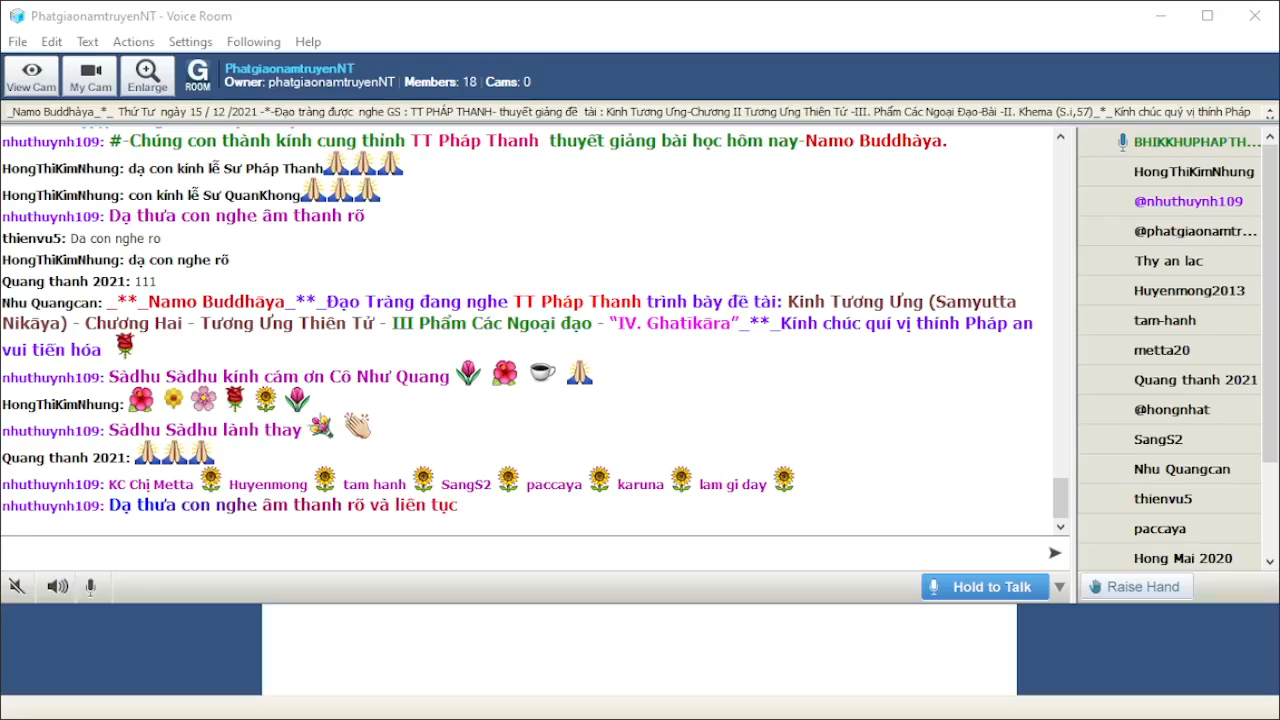 PhatgiaonamtruyenNT - Voice Room
File Edit Text Actions Settings Following Help
View Cam My Cam Enlarge G ROOM
PhatgiaonamtruyenNT
Owner: phatgiaonamtruyenNT | Members: 18 | Cams: 0
_Namo Buddhàya_*_ Thứ Tư ngày 15 / 12 /2021 -*-Đạo tràng được nghe GS : TT PHÁP THANH- thuyết giảng đề tài : Kinh Tương Ưng-Chương II Tương Ưng Thiên Tử -III. Phẩm Các Ngoại Đạo-Bài -II. Khema (S.i,57)_*_Kính chúc quý vị thính Pháp
nhuthuynh109: #-Chúng con thành kính cung thỉnh TT Pháp Thanh thuyết giảng bài học hôm nay-Namo Buddhàya.
HongThiKimNhung: dạ con kính lễ Sư Pháp Thanh
HongThiKimNhung: con kính lễ Sư QuanKhong
nhuthuynh109: Dạ thưa con nghe âm thanh rõ
thienvu5: Da con nghe ro
HongThiKimNhung: dạ con nghe rõ
Quang thanh 2021: 111
Nhu Quangcan: _**_Namo Buddhāya_**_Đạo Tràng đang nghe TT Pháp Thanh trình bày đề tài: Kinh Tương Ưng (Samyutta
Nikāya) - Chương Hai - Tương Ưng Thiên Tử - III Phẩm Các Ngoại đạo - “IV. Ghatīkāra”_**_Kính chúc quí vị thính Pháp an
vui tiến hóa
nhuthuynh109: Sàdhu Sàdhu kính cám ơn Cô Như Quang
HongThiKimNhung:
nhuthuynh109: Sàdhu Sàdhu lành thay
Quang thanh 2021:
nhuthuynh109: KC Chị Metta Huyenmong tam hanh SangS2 paccaya karuna lam gi day
nhuthuynh109: Dạ thưa con nghe âm thanh rõ và liên tục
BHIKKHUPHAPTH...
HongThiKimNhung
@nhuthuynh109
@phatgiaonamtr...
Thy an lac
Huyenmong2013
tam-hanh
metta20
Quang thanh 2021
@hongnhat
SangS2
Nhu Quangcan
thienvu5
paccaya
Hong Mai 2020
Hold to Talk
Raise Hand